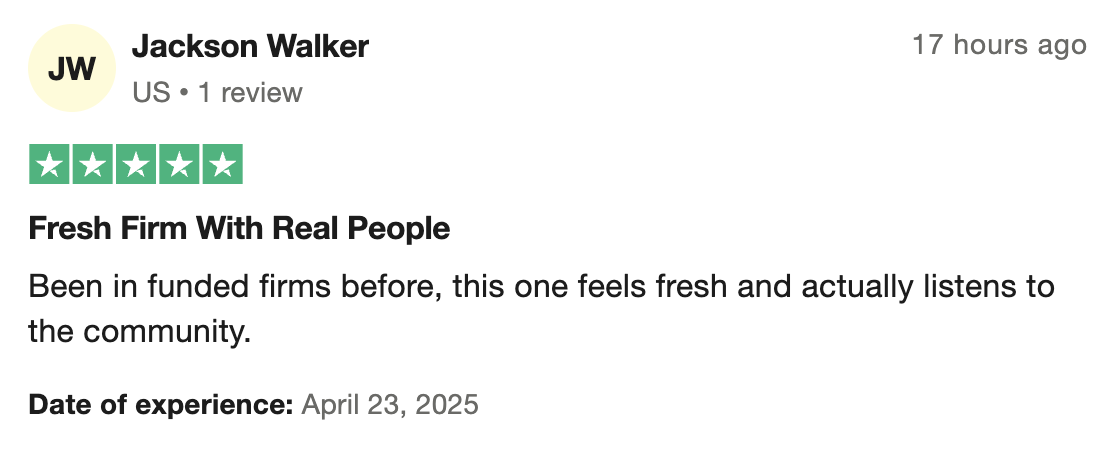 JW
Jackson Walker
17 hours ago
US • 1 review
Fresh Firm With Real People
Been in funded firms before, this one feels fresh and actually listens to
the community.
Date of experience: April 23, 2025